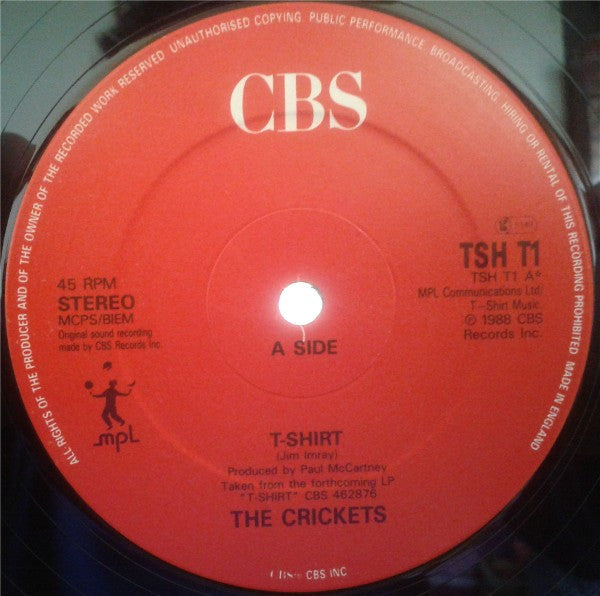 ALL RIGHTS OF THE PRODUCER AND OF THE OWNER OF THE RECORDED WORK RESERVED. UNAUTHORISED COPYING, PUBLIC PERFORMANCE, BROADCASTING, HIRING OR RENTAL OF THIS RECORDING PROHIBITED. MADE IN ENGLAND
CBS
45 RPM
STEREO
MCPS/BIEM
Original sound recording
made by CBS Records Inc.
TSH T1
TSH T1 A*
MPL Communications Ltd/
T-Shirt Music.
℗ 1988 CBS
Records Inc.
A SIDE
mpL
T-SHIRT
(Jim Imray)
Produced by Paul McCartney
Taken from the forthcoming LP
"T-SHIRT" CBS 462876
THE CRICKETS
CBS CBS INC